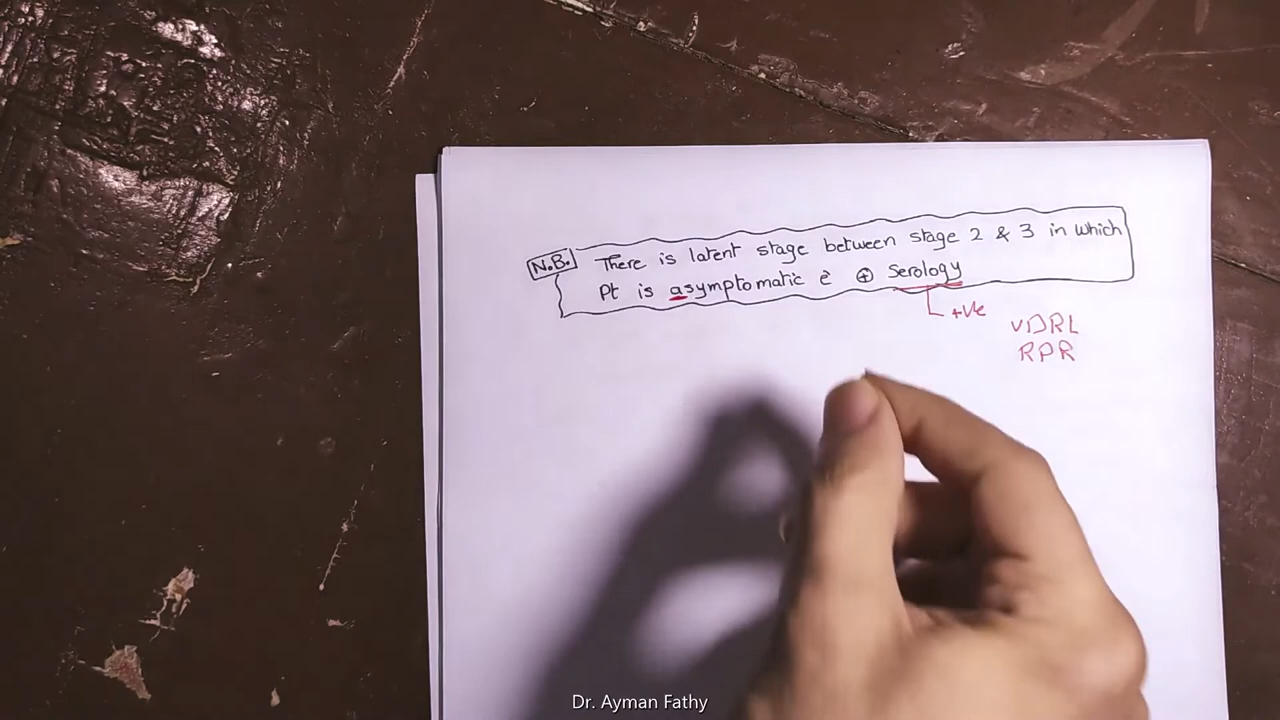 N.B. There is latent stage between stage 2 & 3 in which
Pt is asymptomatic c̄ ⊕ Serology
+ve
VDRL
RPR
Dr. Ayman Fathy